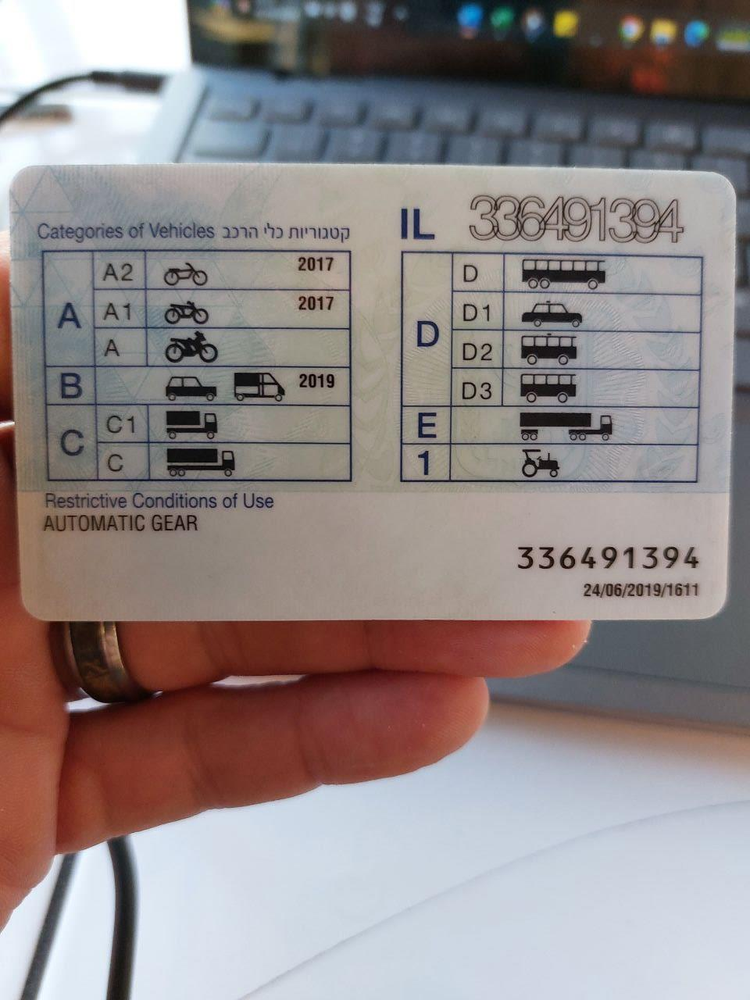 Categories of Vehicles קטגוריות כלי הרכב
A
A2 2017
A1 2017
A
B 2019
C
C1
C
IL 336491394
D
D
D1
D2
D3
E
1
Restrictive Conditions of Use
AUTOMATIC GEAR
336491394
24/06/2019/1611